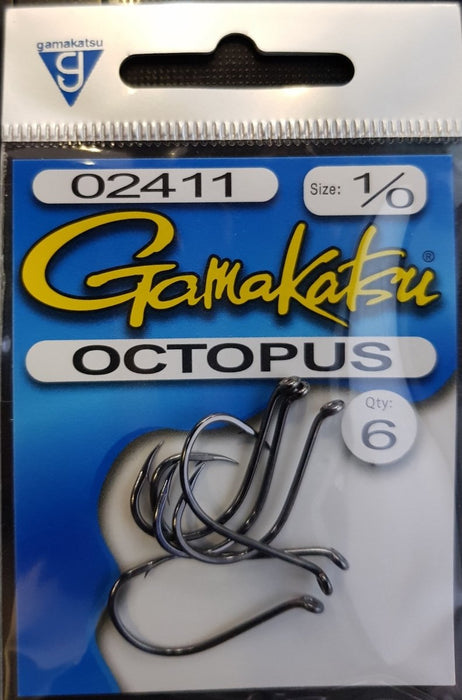 gamakatsu
g
02411
Size: 1/0
Gamakatsu®
OCTOPUS
Qty:
6